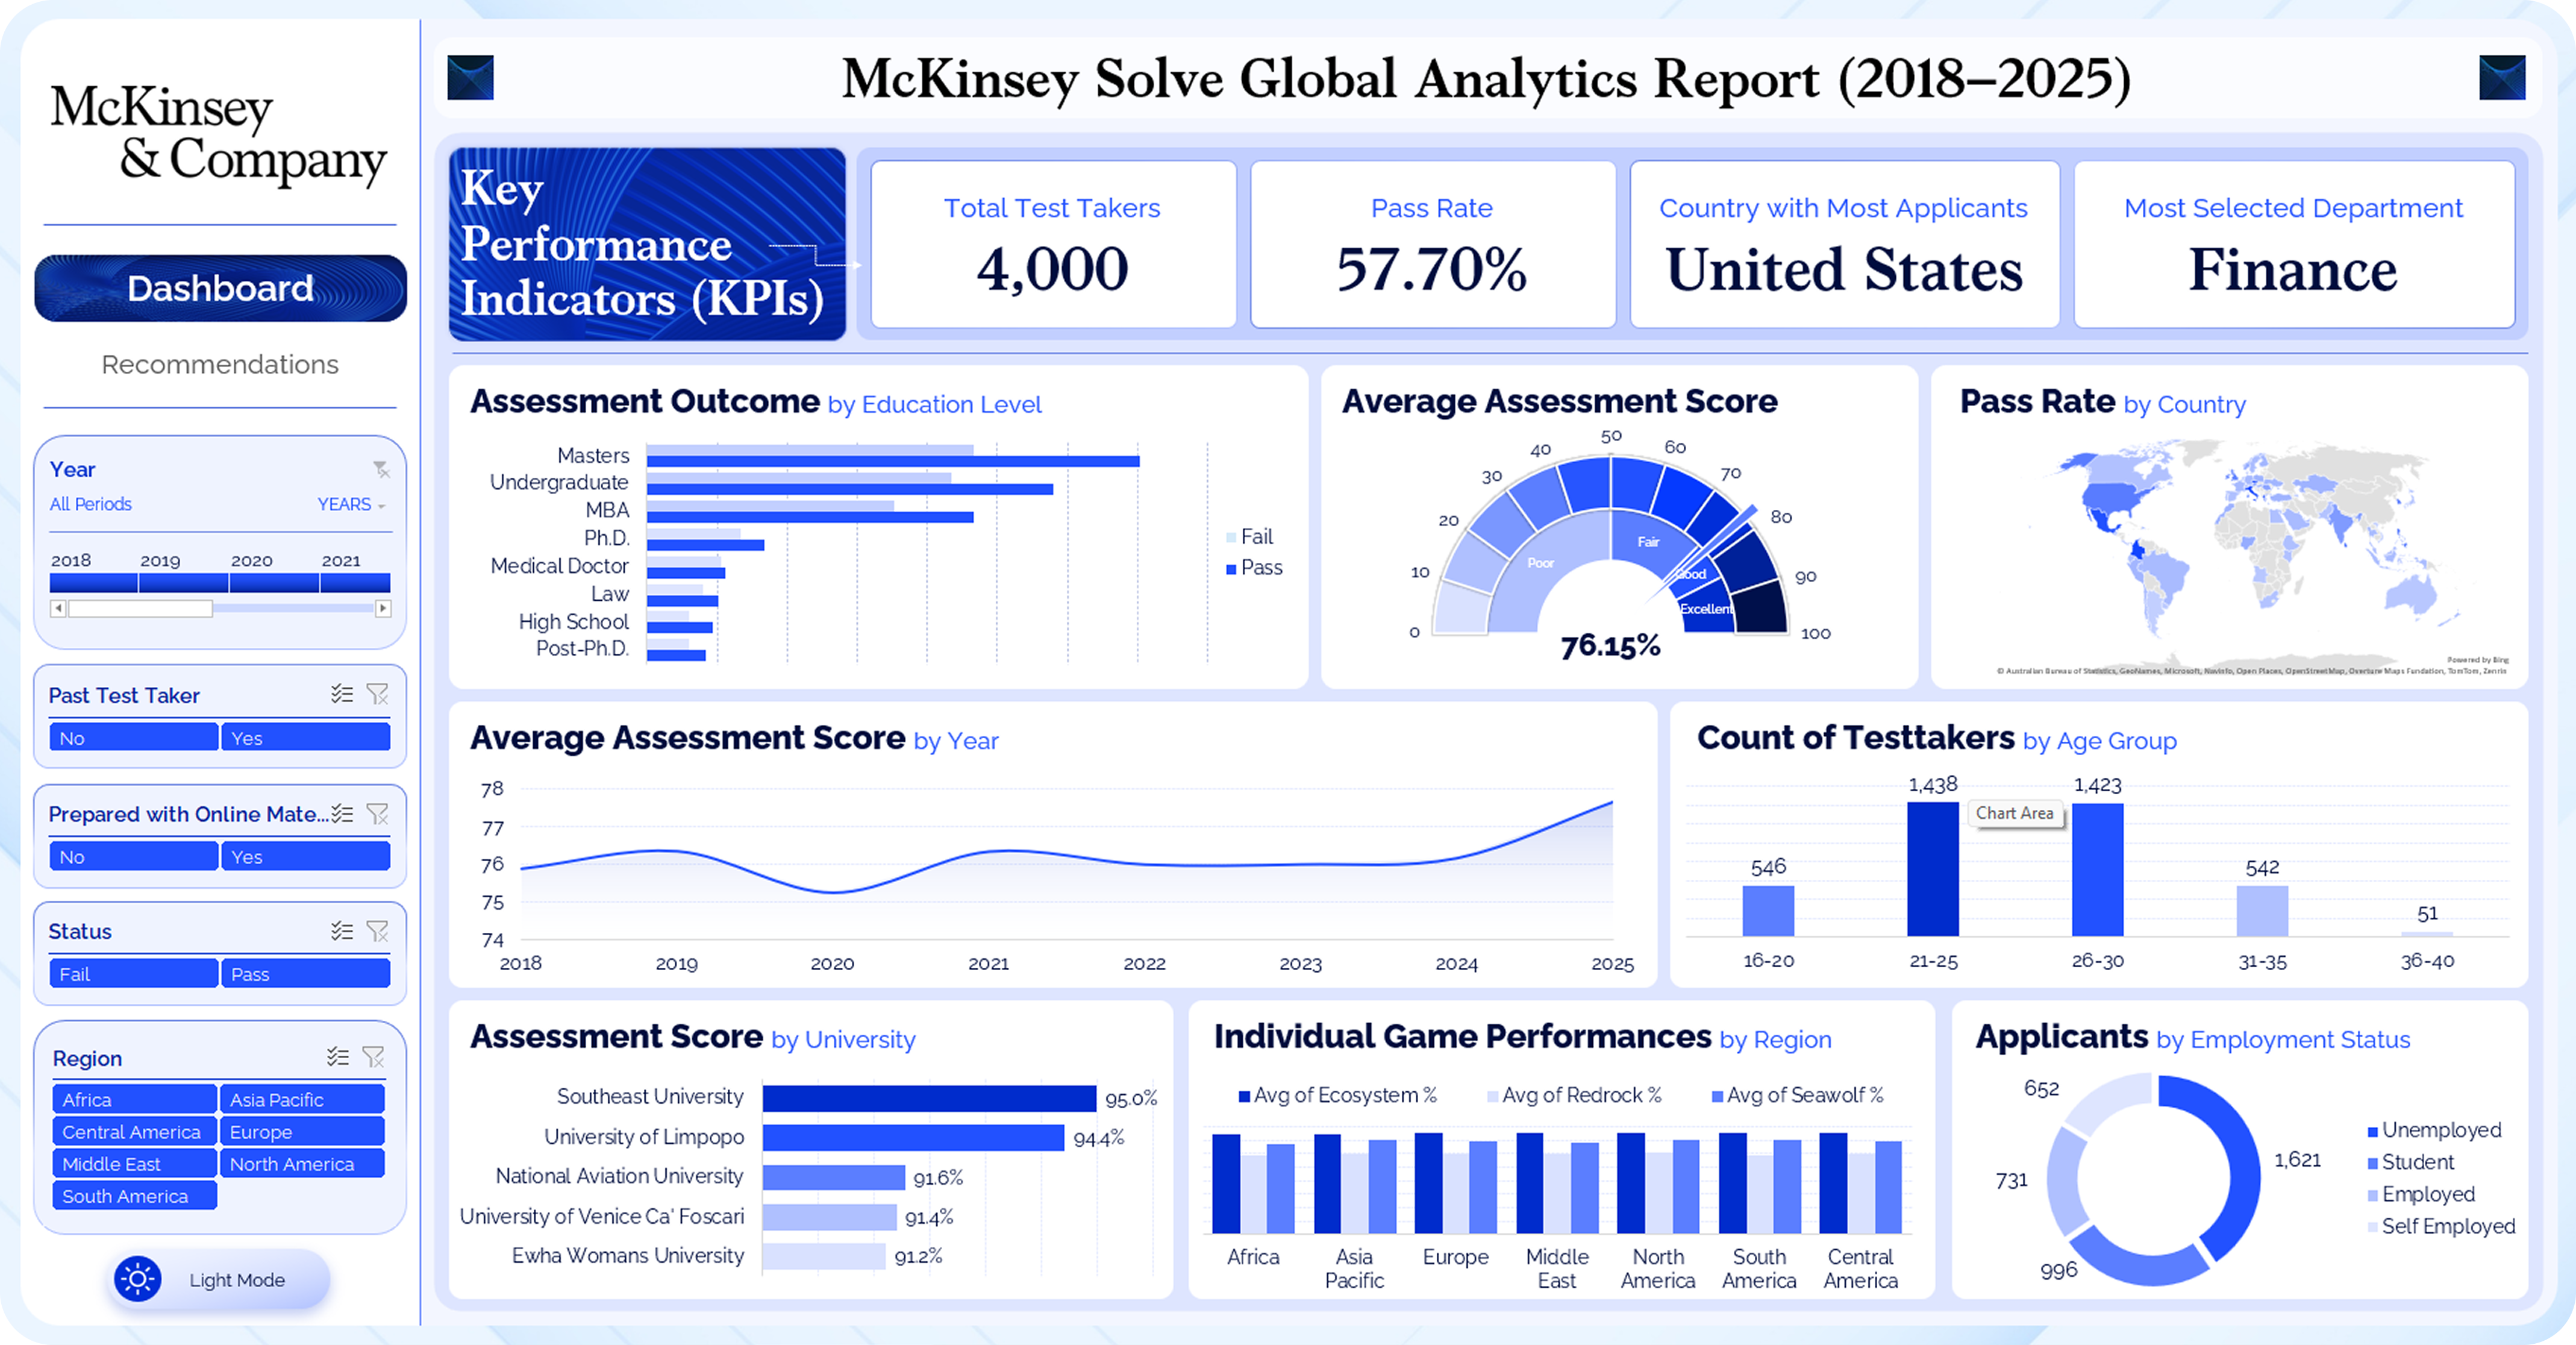 McKinsey
& Company
Dashboard
Recommendations
Year
All Periods YEARS
2018 2019 2020 2021
Past Test Taker
No Yes
Prepared with Online Mate...
No Yes
Status
Fail Pass
Region
Africa Asia Pacific
Central America Europe
Middle East North America
South America
Light Mode
McKinsey Solve Global Analytics Report (2018–2025)
Key
Performance
Indicators (KPIs)
Total Test Takers
4,000
Pass Rate
57.70%
Country with Most Applicants
United States
Most Selected Department
Finance
Assessment Outcome by Education Level
Masters
Undergraduate
MBA
Ph.D.
Medical Doctor
Law
High School
Post-Ph.D.
Fail
Pass
Average Assessment Score
0
10
20
30
40
50
60
70
80
90
100
Poor
Fair
Good
Excellent
76.15%
Pass Rate by Country
Powered by Bing
© Australian Bureau of Statistics, GeoNames, Microsoft, Navinfo, Open Places, OpenStreetMap, Overture Maps Fundation, TomTom, Zenrin
Average Assessment Score by Year
78
77
76
75
74
2018 2019 2020 2021 2022 2023 2024 2025
Count of Testtakers by Age Group
546 1,438 1,423 542 51
Chart Area
16-20 21-25 26-30 31-35 36-40
Assessment Score by University
Southeast University 95.0%
University of Limpopo 94.4%
National Aviation University 91.6%
University of Venice Ca' Foscari 91.4%
Ewha Womans University 91.2%
Individual Game Performances by Region
Avg of Ecosystem % Avg of Redrock % Avg of Seawolf %
Africa
Asia
Pacific
Europe
Middle
East
North
America
South
America
Central
America
Applicants by Employment Status
652
731
996
1,621
Unemployed
Student
Employed
Self Employed